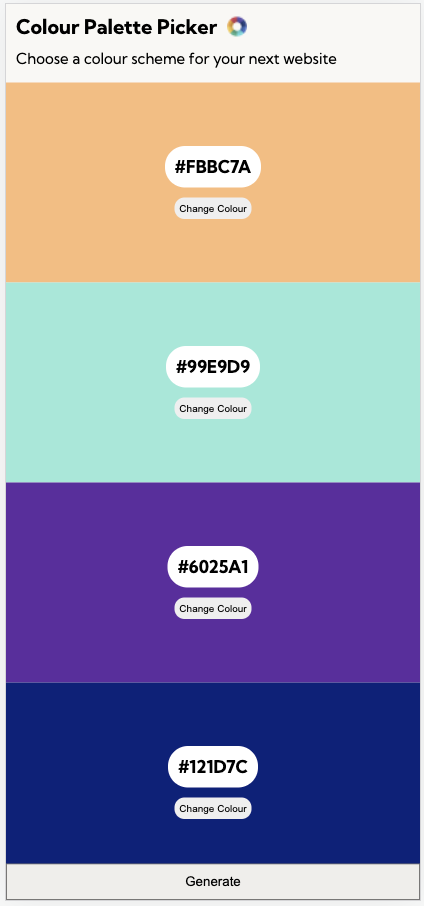 Colour Palette Picker
Choose a colour scheme for your next website
#FBBC7A
Change Colour
#99E9D9
Change Colour
#6025A1
Change Colour
#121D7C
Change Colour
Generate